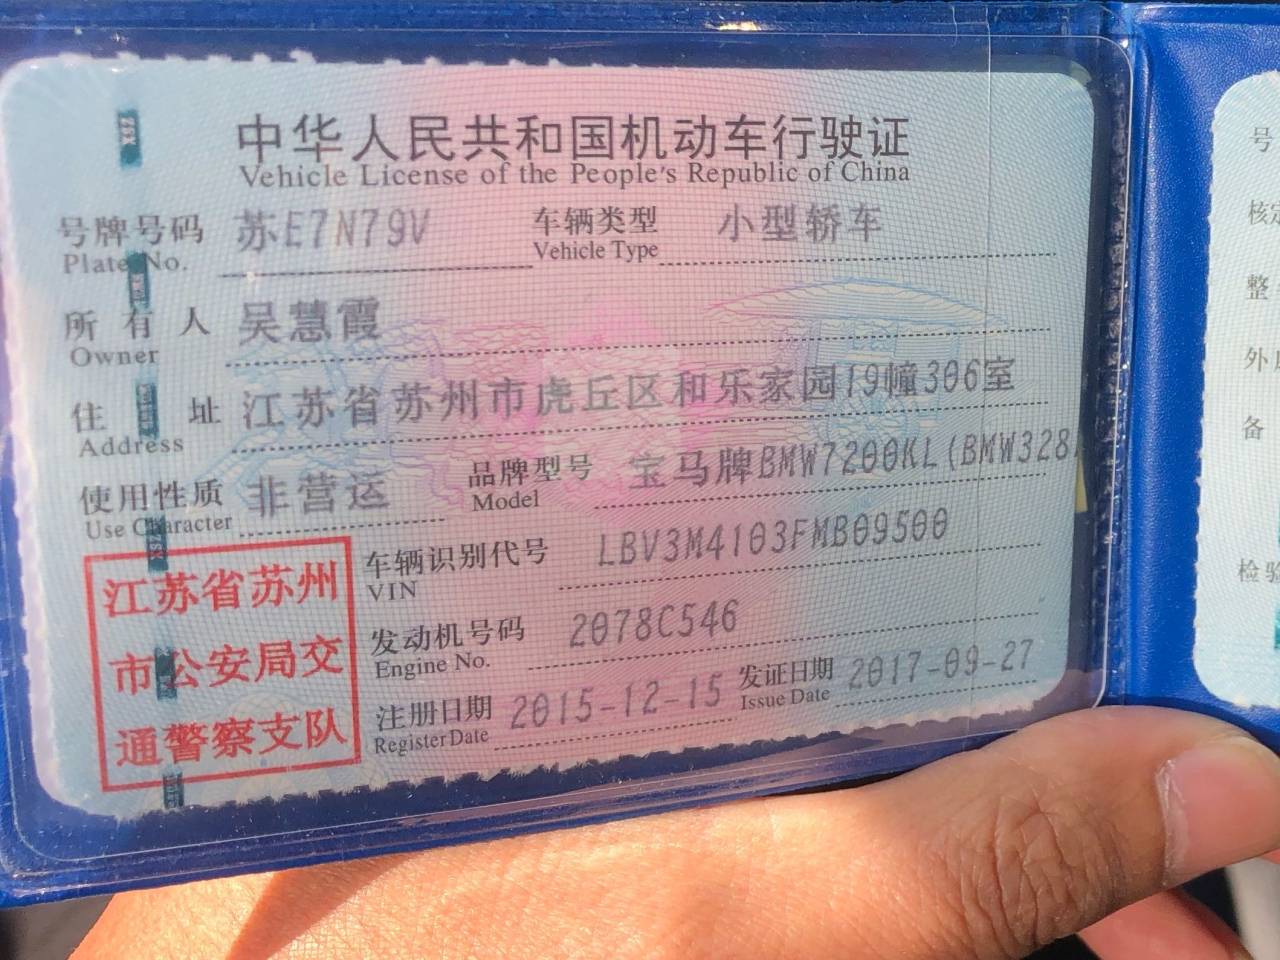 中华人民共和国机动车行驶证
Vehicle License of the People's Republic of China
号牌号码 苏E7N79V 车辆类型 小型轿车
Plate No. Vehicle Type
所有人 吴慧霞
Owner
住址 江苏省苏州市虎丘区和乐家园19幢306室
Address
使用性质 非营运 品牌型号 宝马牌BMW7200KL(BMW328
Use Character Model
车辆识别代号 LBV3M4103FMB09500
VIN
发动机号码 2078C546
Engine No.
注册日期 2015-12-15 发证日期 2017-09-27
Register Date Issue Date
江苏省苏州
市公安局交
通警察支队
号
核定
整
外
备
检验